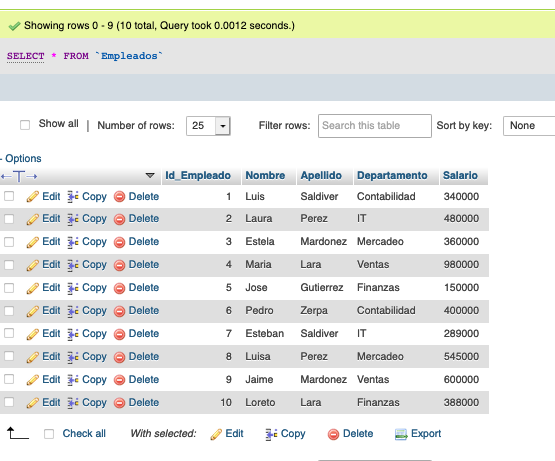 Showing rows 0 - 9 (10 total, Query took 0.0012 seconds.)
SELECT * FROM `Empleados`
Show all | Number of rows: 25 Filter rows: Search this table Sort by key: None
- Options
←T→ Id_Empleado Nombre Apellido Departamento Salario
Edit Copy Delete 1 Luis Saldiver Contabilidad 340000
Edit Copy Delete 2 Laura Perez IT 480000
Edit Copy Delete 3 Estela Mardonez Mercadeo 360000
Edit Copy Delete 4 Maria Lara Ventas 980000
Edit Copy Delete 5 Jose Gutierrez Finanzas 150000
Edit Copy Delete 6 Pedro Zerpa Contabilidad 400000
Edit Copy Delete 7 Esteban Saldiver IT 289000
Edit Copy Delete 8 Luisa Perez Mercadeo 545000
Edit Copy Delete 9 Jaime Mardonez Ventas 600000
Edit Copy Delete 10 Loreto Lara Finanzas 388000
Check all With selected: Edit Copy Delete Export